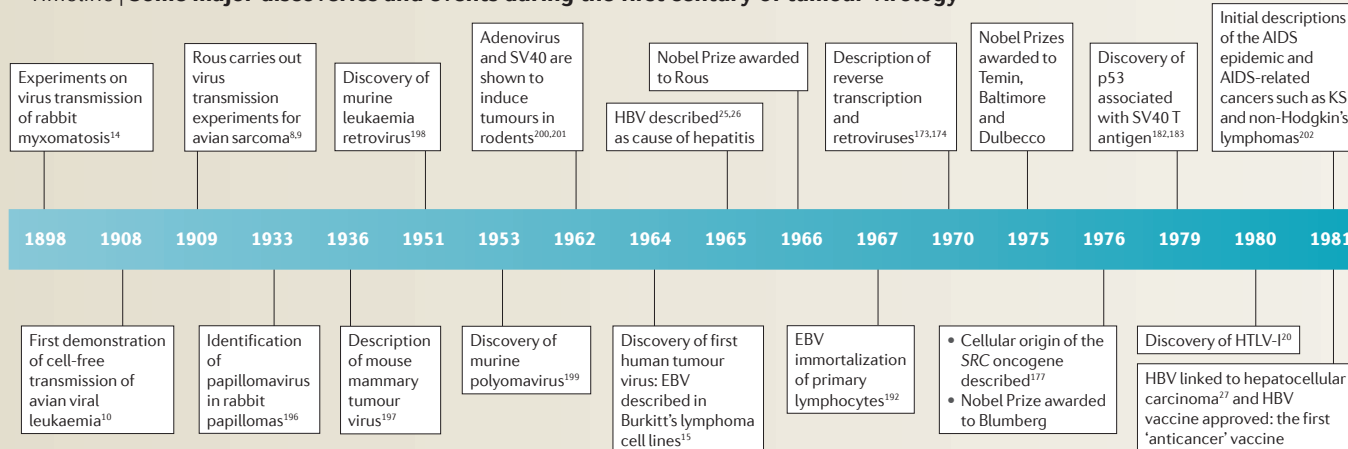 Timeline | Some major discoveries and events during the first century of tumour virology
Experiments on
virus transmission
of rabbit
myxomatosis14
Rous carries out
virus
transmission
experiments for
avian sarcoma8,9
Discovery of
murine
leukaemia
retrovirus198
Adenovirus
and SV40 are
shown to
induce
tumours in
rodents200,201
Nobel Prize awarded
to Rous
HBV described25,26
as cause of hepatitis
Description of
reverse
transcription
and
retroviruses173,174
Nobel Prizes
awarded to
Temin,
Baltimore
and
Dulbecco
Discovery of
p53
associated
with SV40 T
antigen182,183
Initial descriptions
of the AIDS
epidemic and
AIDS-related
cancers such as KS
and non-Hodgkin's
lymphomas202
1898 1908 1909 1933 1936 1951 1953 1962 1964 1965 1966 1967 1970 1975 1976 1979 1980 1981
First demonstration
of cell-free
transmission of
avian viral
leukaemia10
Identification
of
papillomavirus
in rabbit
papillomas196
Description
of mouse
mammary
tumour
virus197
Discovery of
murine
polyomavirus199
Discovery of first
human tumour
virus: EBV
described in
Burkitt's lymphoma
cell lines15
EBV
immortalization
of primary
lymphocytes192
• Cellular origin of the
SRC oncogene
described177
• Nobel Prize awarded
to Blumberg
Discovery of HTLV-I20
HBV linked to hepatocellular
carcinoma27 and HBV
vaccine approved: the first
'anticancer' vaccine